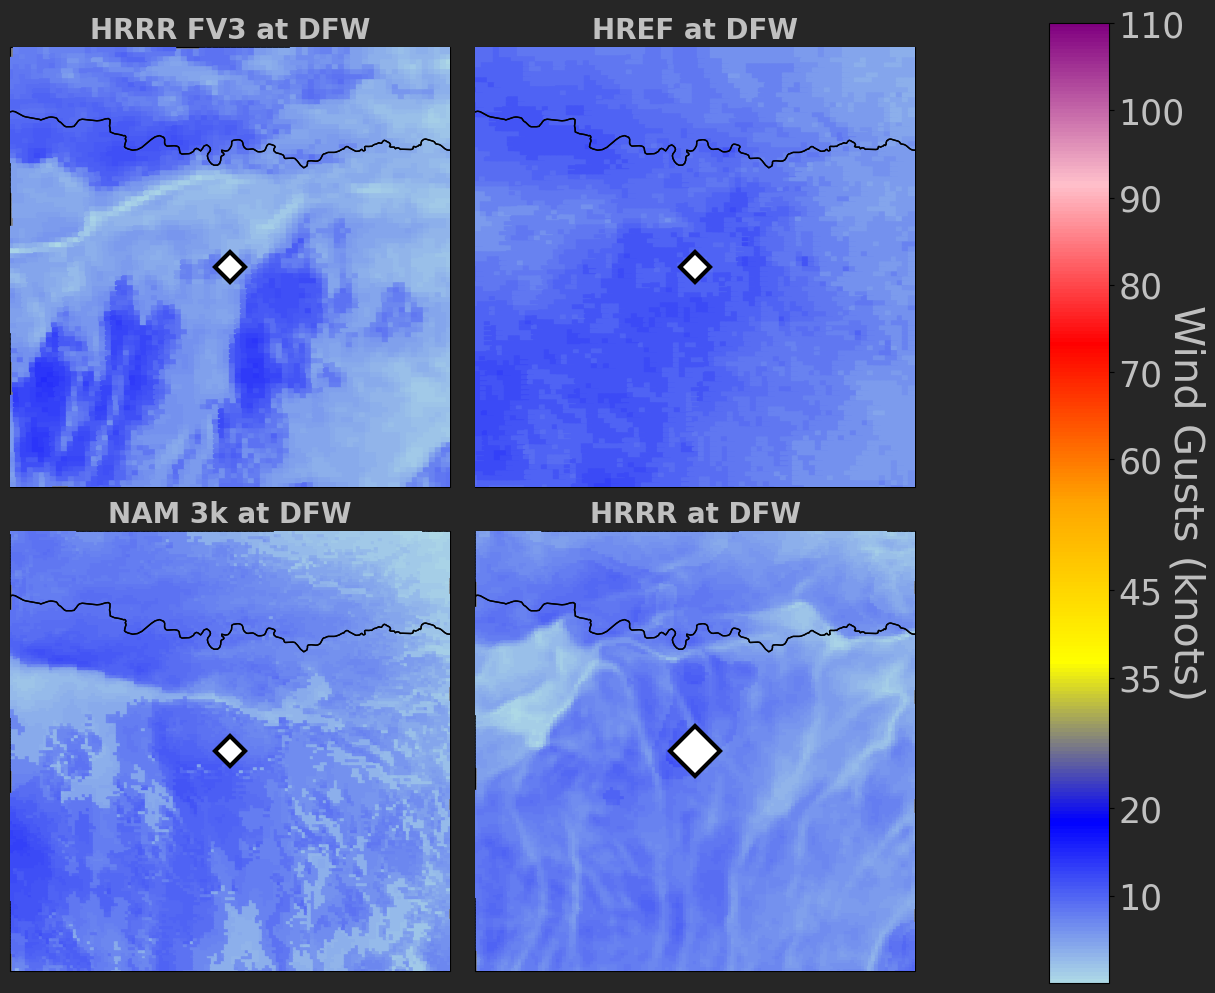 HRRR FV3 at DFW
HREF at DFW
NAM 3k at DFW
HRRR at DFW
110
100
90
80
70
60
45
35
20
10
Wind Gusts (knots)